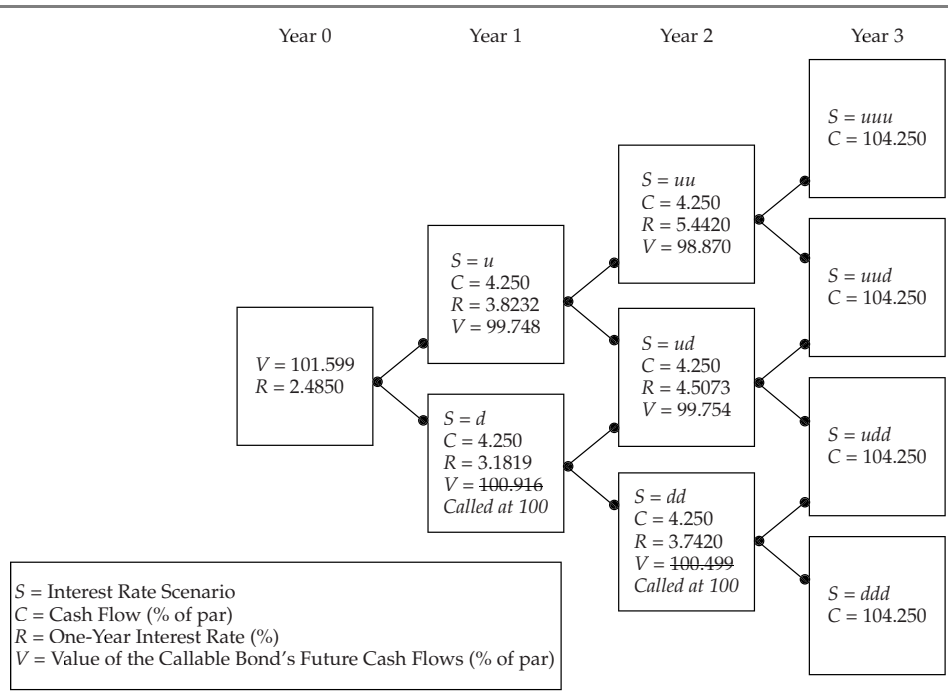 Year 0
Year 1
Year 2
Year 3
V = 101.599
R = 2.4850
S = u
C = 4.250
R = 3.8232
V = 99.748
S = d
C = 4.250
R = 3.1819
V = 100.916
Called at 100
S = uu
C = 4.250
R = 5.4420
V = 98.870
S = ud
C = 4.250
R = 4.5073
V = 99.754
S = dd
C = 4.250
R = 3.7420
V = 100.499
Called at 100
S = uuu
C = 104.250
S = uud
C = 104.250
S = udd
C = 104.250
S = ddd
C = 104.250
S = Interest Rate Scenario
C = Cash Flow (% of par)
R = One-Year Interest Rate (%)
V = Value of the Callable Bond's Future Cash Flows (% of par)